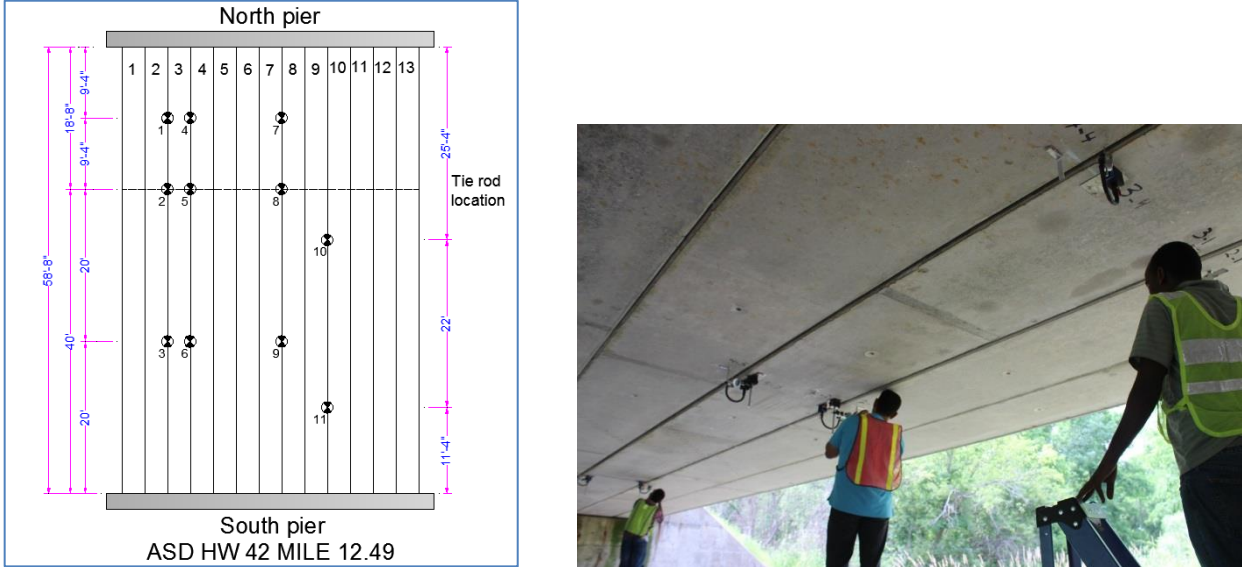 North pier
1 2 3 4 5 6 7 8 9 10 11 12 13
9'-4"
18'-8"
9'-4"
25'-4"
1 4 7
Tie rod
location
2 5 8
10
58'-8"
20'
40'
22'
3 6 9
11
20'
11'-4"
South pier
ASD HW 42 MILE 12.49
3-4